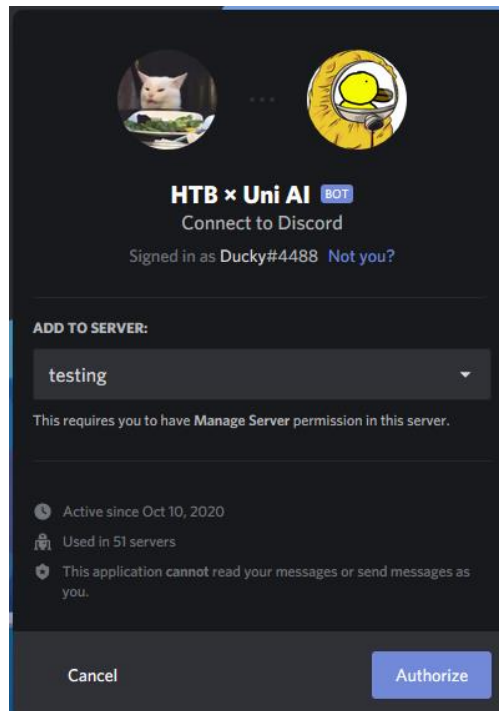 HTB × Uni AI BOT
Connect to Discord
Signed in as Ducky#4488 Not you?
ADD TO SERVER:
testing
This requires you to have Manage Server permission in this server.
Active since Oct 10, 2020
Used in 51 servers
This application cannot read your messages or send messages as
you.
Cancel
Authorize